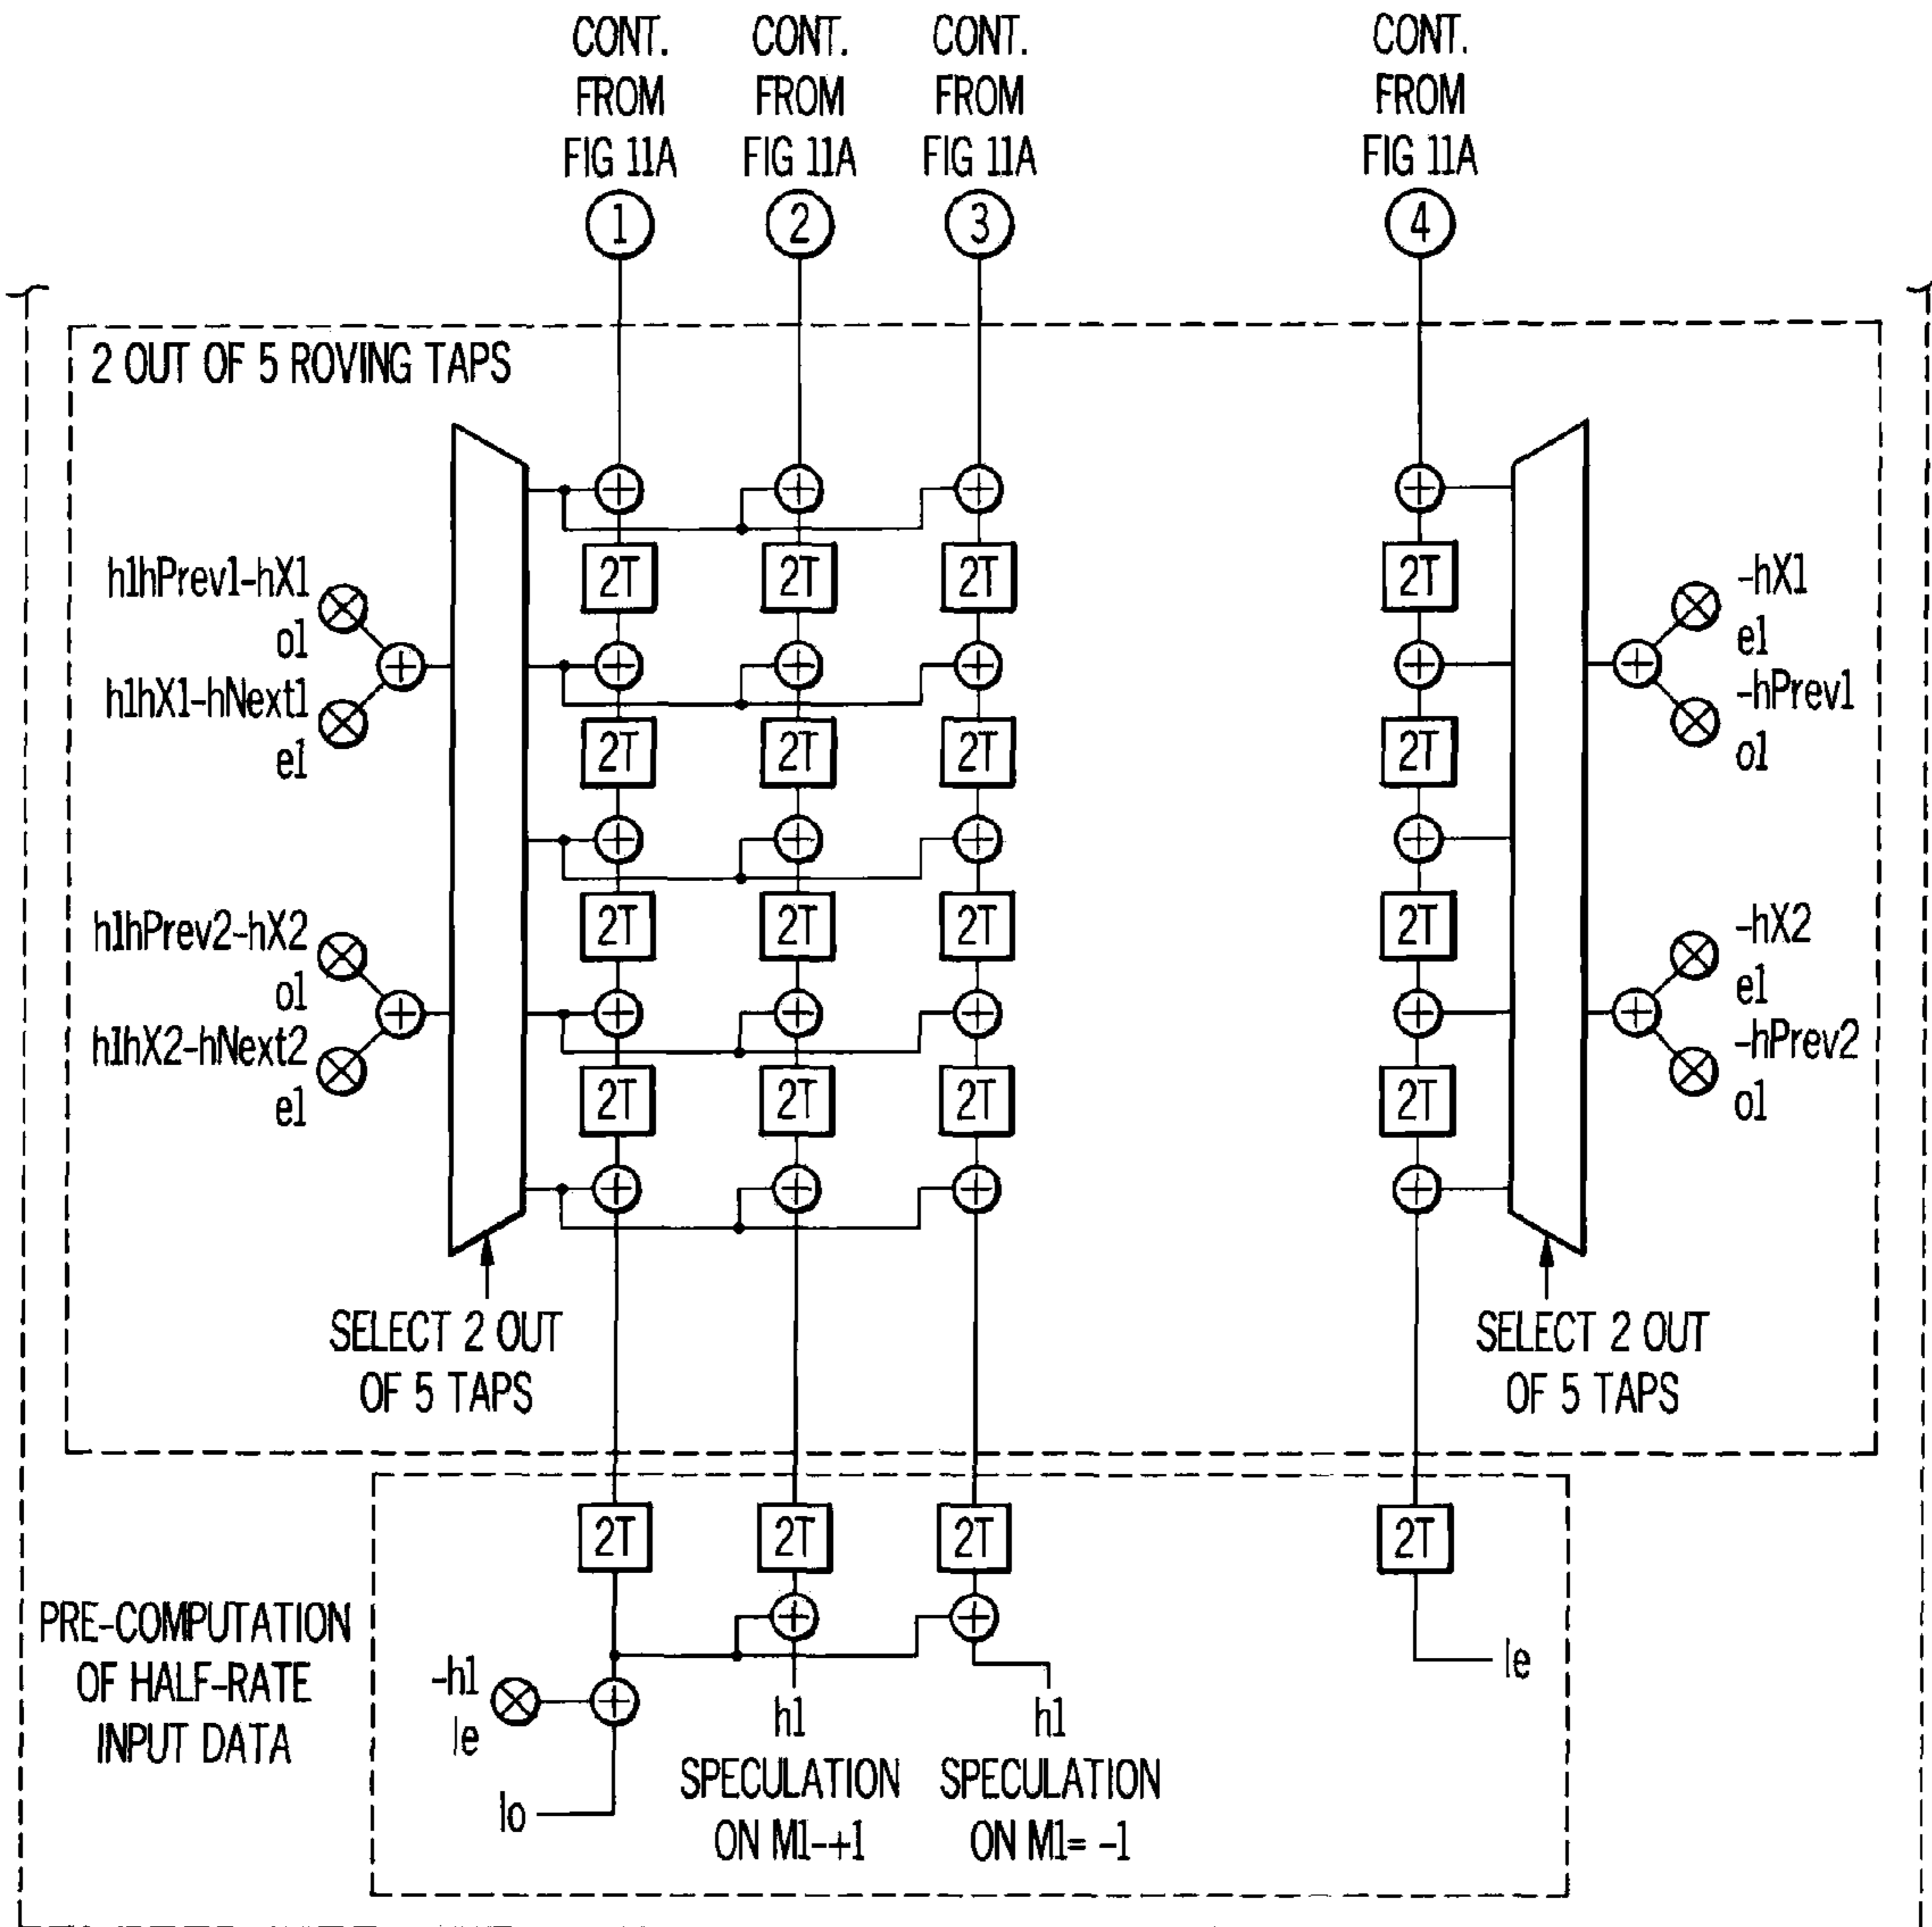 CONT.
FROM
FIG 11A
CONT.
FROM
FIG 11A
CONT.
FROM
FIG 11A
CONT.
FROM
FIG 11A
1
2
3
4
2 OUT OF 5 ROVING TAPS
h1hPrev1-hX1
o1
h1hX1-hNext1
e1
h1hPrev2-hX2
o1
h1hX2-hNext2
e1
2T 2T 2T 2T
2T 2T 2T 2T
2T 2T 2T 2T
2T 2T 2T 2T
-hX1
e1
-hPrev1
o1
-hX2
e1
-hPrev2
o1
SELECT 2 OUT
OF 5 TAPS
SELECT 2 OUT
OF 5 TAPS
2T 2T 2T 2T
PRE-COMPUTATION
OF HALF-RATE
INPUT DATA
-h1
Ie
Io
h1
SPECULATION
ON M1-+1
h1
SPECULATION
ON M1= -1
Ie